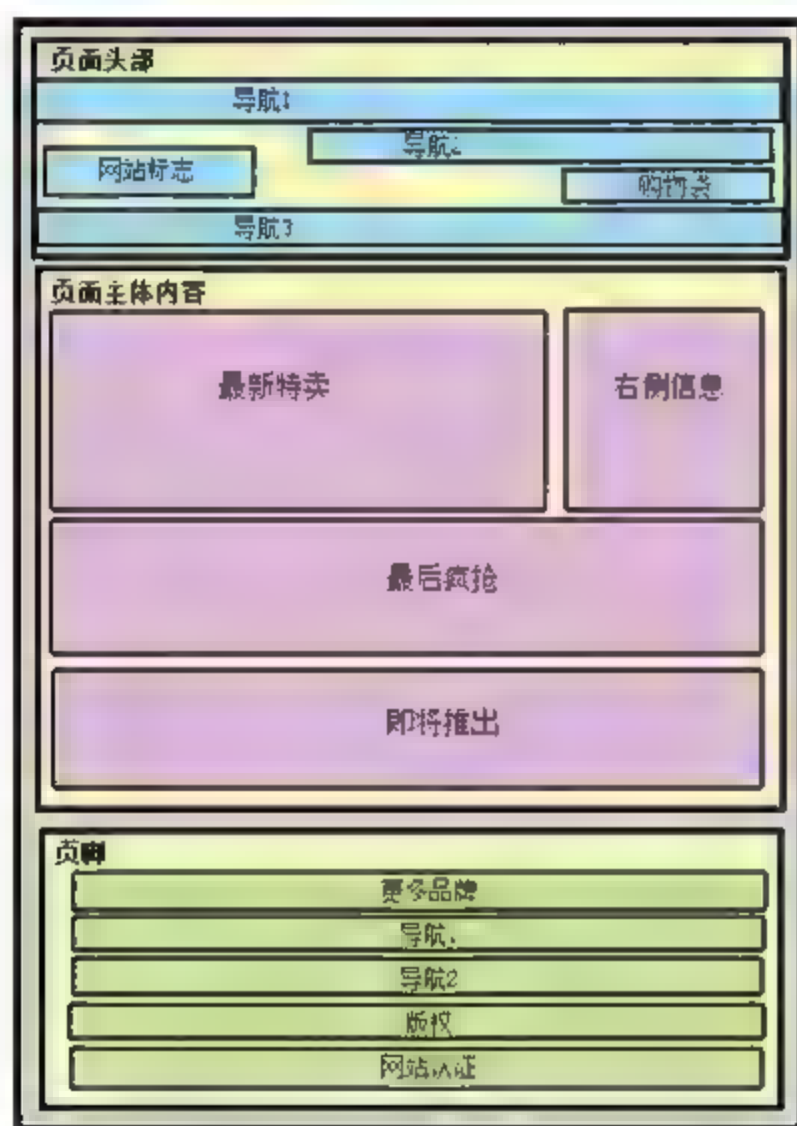 页面头部
导航1
导航2
网站标志
购物袋
导航3
页面主体内容
最新特卖
右侧信息
最后疯抢
即将推出
页脚
更多品牌
导航1
导航2
版权
网站认证